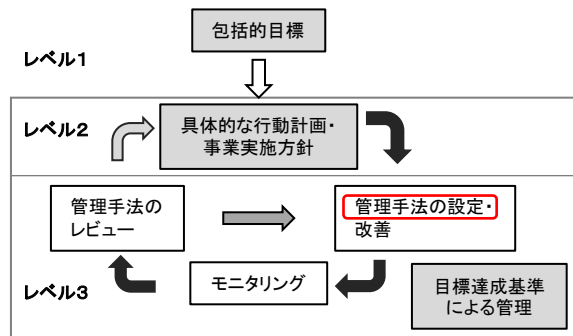 包括的目標
レベル1
レベル2
具体的な行動計画・
事業実施方針
管理手法の
レビュー
管理手法の設定・
改善
モニタリング
目標達成基準
による管理
レベル3